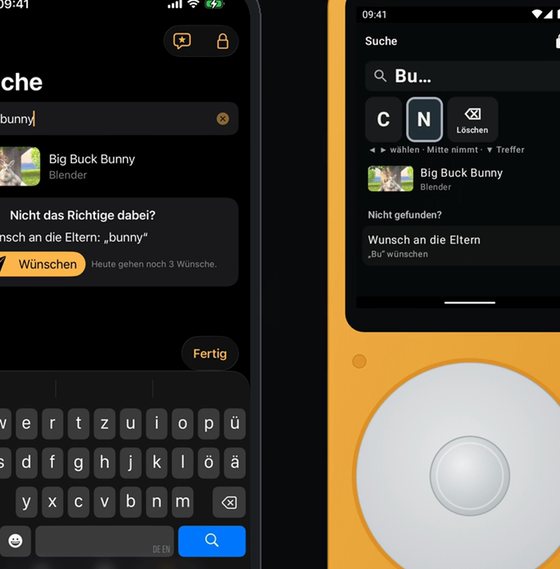 09:41
che
bunny
Big Buck Bunny
Blender
Nicht das Richtige dabei?
nsch an die Eltern: „bunny“
Wünschen
Heute gehen noch 3 Wünsche.
Fertig
w e r t z u i o p ü
s d f g h j k l ö ä
y x c v b n m
DE EN
09:41
Suche
Bu...
C N Löschen
◄ ► wählen · Mitte nimmt · ▼ Treffer
Big Buck Bunny
Blender
Nicht gefunden?
Wunsch an die Eltern
„Bu“ wünschen